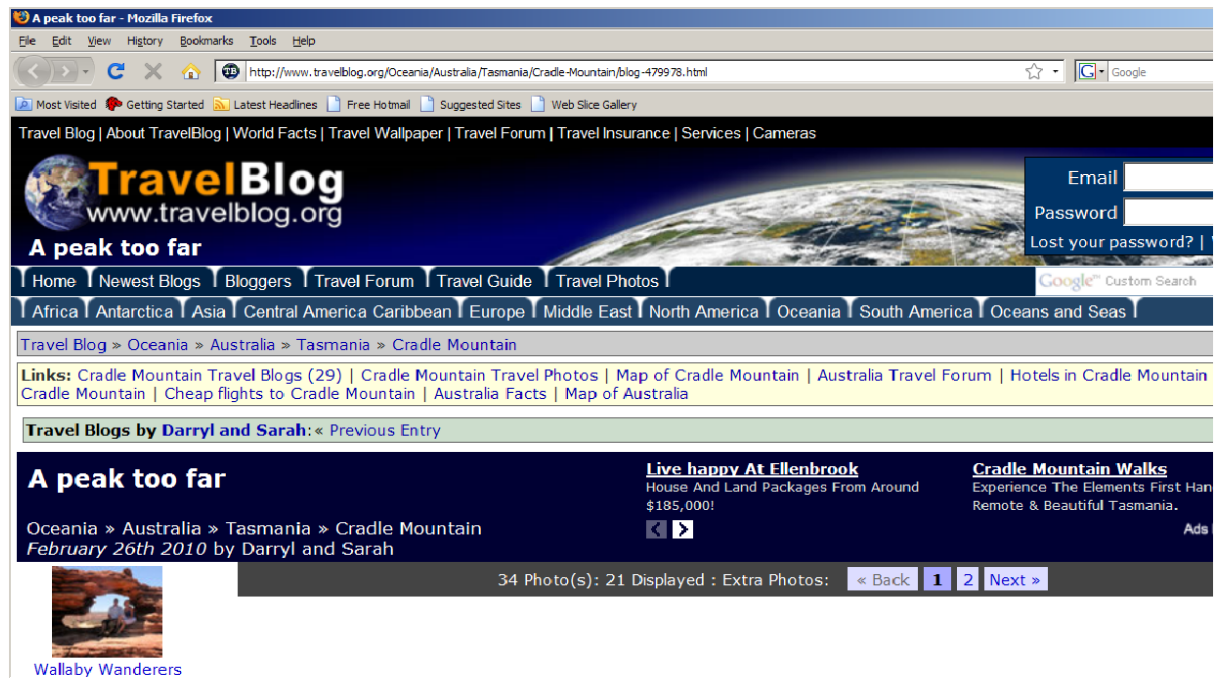 A peak too far - Mozilla Firefox
File Edit View History Bookmarks Tools Help
http://www.travelblog.org/Oceania/Australia/Tasmania/Cradle-Mountain/blog-479978.html
G Google
Most Visited Getting Started Latest Headlines Free Hotmail Suggested Sites Web Slice Gallery
Travel Blog | About TravelBlog | World Facts | Travel Wallpaper | Travel Forum | Travel Insurance | Services | Cameras
TravelBlog
www.travelblog.org
A peak too far
Email
Password
Lost your password? |
Home Newest Blogs Bloggers Travel Forum Travel Guide Travel Photos
Google™ Custom Search
Africa Antarctica Asia Central America Caribbean Europe Middle East North America Oceania South America Oceans and Seas
Travel Blog » Oceania » Australia » Tasmania » Cradle Mountain
Links: Cradle Mountain Travel Blogs (29) | Cradle Mountain Travel Photos | Map of Cradle Mountain | Australia Travel Forum | Hotels in Cradle Mountain
Cradle Mountain | Cheap flights to Cradle Mountain | Australia Facts | Map of Australia
Travel Blogs by Darryl and Sarah: « Previous Entry
A peak too far
Oceania » Australia » Tasmania » Cradle Mountain
February 26th 2010 by Darryl and Sarah
Live happy At Ellenbrook
House And Land Packages From Around
$185,000!
Cradle Mountain Walks
Experience The Elements First Han
Remote & Beautiful Tasmania.
Ads
34 Photo(s): 21 Displayed : Extra Photos: « Back 1 2 Next »
Wallaby Wanderers